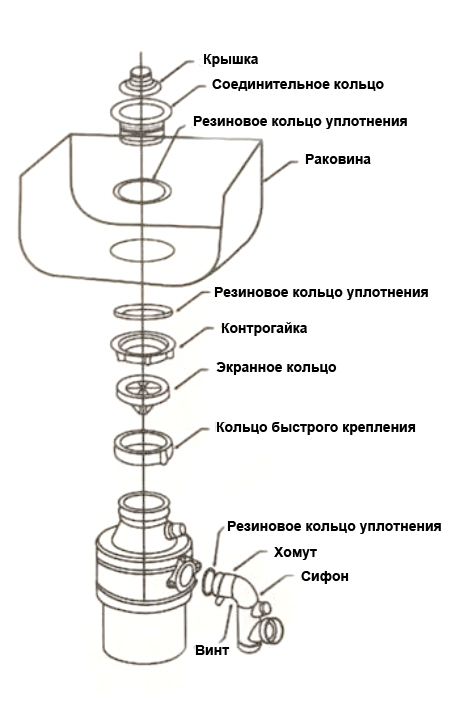 Крышка
Соединительное кольцо
Резиновое кольцо уплотнения
Раковина
Резиновое кольцо уплотнения
Контрогайка
Экранное кольцо
Кольцо быстрого крепления
Резиновое кольцо уплотнения
Хомут
Сифон
Винт